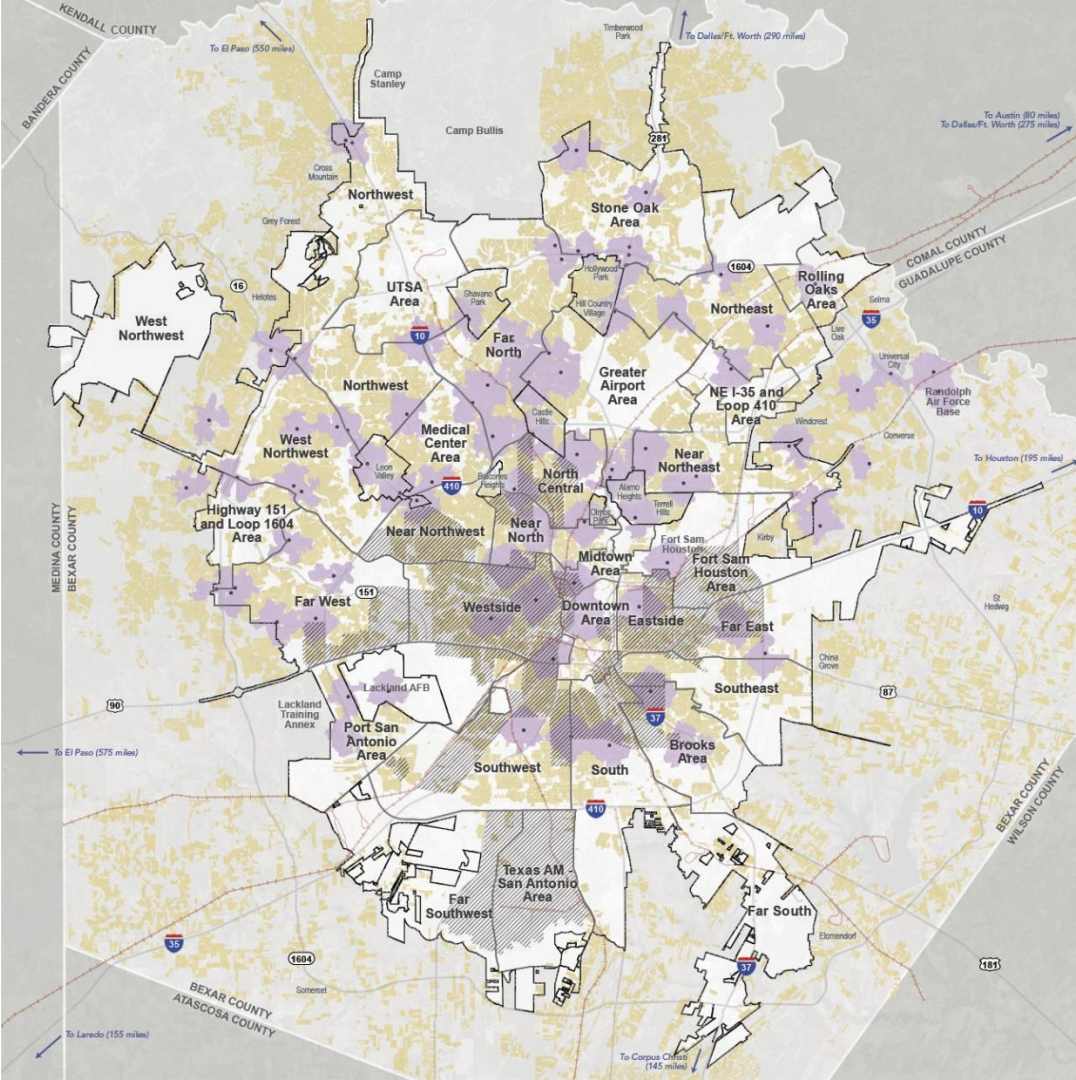 KENDALL COUNTY
BANDERA COUNTY
To El Paso (550 miles)
Timberwood
Park
To Dallas/Ft. Worth (290 miles)
Camp
Stanley
Camp Bullis
281
To Austin (80 miles)
To Dallas/Ft. Worth (275 miles)
Cross
Mountain
Northwest
Grey Forest
Stone Oak
Area
COMAL COUNTY
GUADALUPE COUNTY
1604
Hollywood
Park
Rolling
Oaks
Area
16
Helotes
UTSA
Area
Shavano
Park
Hill Country
Village
Northeast
Selma
35
Live
Oak
West
Northwest
10
Far
North
Universal
City
Randolph
Air Force
Base
Northwest
Greater
Airport
Area
NE I-35 and
Loop 410
Area
Castle
Hills
Windcrest
Converse
West
Northwest
Medical
Center
Area
Leon
Valley
410
Balcones
Heights
North
Central
Near
Northeast
To Houston (195 miles)
Alamo
Heights
Terrell
Hills
Olmos
Park
10
Highway 151
and Loop 1604
Area
Near Northwest
Near
North
Kirby
Fort Sam
Houston
Midtown
Area
Fort Sam
Houston
Area
MEDINA COUNTY
BEXAR COUNTY
Far West
151
Westside
Downtown
Area
Eastside
Far East
St
Hedwig
China
Grove
Lackland AFB
Southeast
87
90
Lackland
Training
Annex
37
Port San
Antonio
Area
Brooks
Area
To El Paso (575 miles)
Southwest
South
410
BEXAR COUNTY
WILSON COUNTY
Texas AM -
San Antonio
Area
Far
Southwest
Far South
Elomendorf
35
1604
37
181
Somerset
BEXAR COUNTY
ATASCOSA COUNTY
To Laredo (155 miles)
To Corpus Christi
(145 miles)